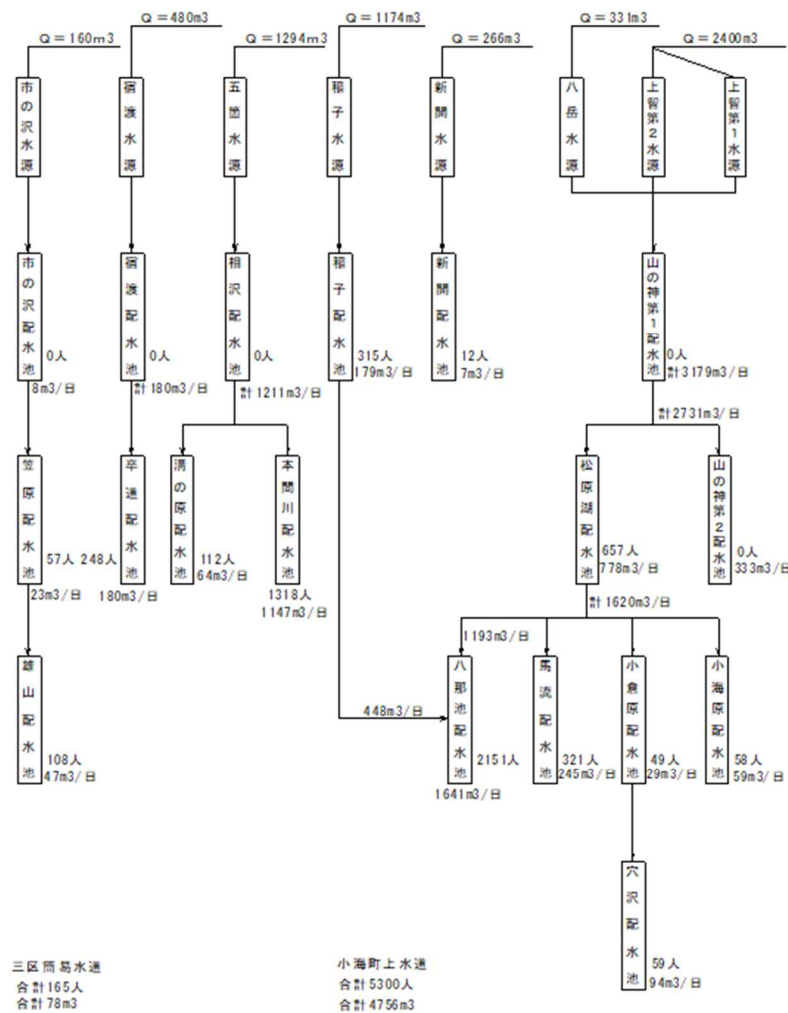 Q=480m3
Q=1174m3
Q=331m3
Q=160m3
Q=1294m3
Q=266m3
Q=2400m3
市の沢水源
宿渡水源
五箇水源
稲子水源
新開水源
八岳水源
上智第2水源
上智第1水源
市の沢配水池
0人
8m3/日
宿渡配水池
0人
計180m3/日
相沢配水池
0人
計1211m3/日
稲子配水池
315人
179m3/日
新開配水池
12人
7m3/日
山の神第1配水池
0人
計3179m3/日
計2731m3/日
笠原配水池
57人
23m3/日
卒道配水池
248人
180m3/日
溝の原配水池
112人
64m3/日
本間川配水池
1318人
1147m3/日
松原湖配水池
657人
778m3/日
山の神第2配水池
0人
333m3/日
計1620m3/日
1193m3/日
448m3/日
雄山配水池
108人
47m3/日
八那池配水池
2151人
1641m3/日
馬流配水池
321人
245m3/日
小倉原配水池
49人
29m3/日
小海原配水池
58人
59m3/日
穴沢配水池
59人
94m3/日
三区簡易水道
合計165人
合計78m3
小海町上水道
合計5300人
合計4756m3